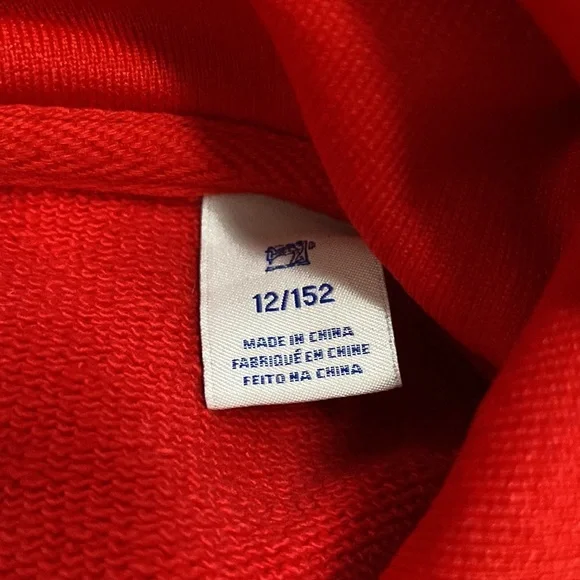 12/152
MADE IN CHINA
FABRIQUÉ EN CHINE
FEITO NA CHINA